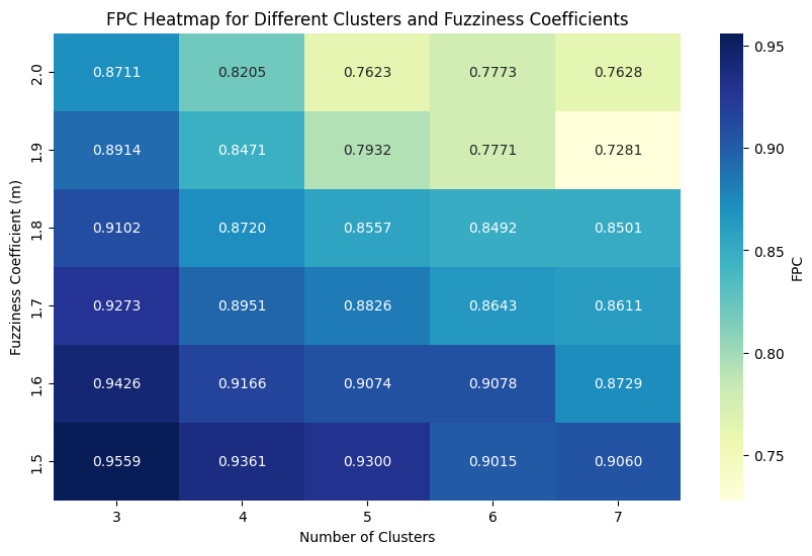 FPC Heatmap for Different Clusters and Fuzziness Coefficients
Fuzziness Coefficient (m)
2.0 0.8711 0.8205 0.7623 0.7773 0.7628
1.9 0.8914 0.8471 0.7932 0.7771 0.7281
1.8 0.9102 0.8720 0.8557 0.8492 0.8501
1.7 0.9273 0.8951 0.8826 0.8643 0.8611
1.6 0.9426 0.9166 0.9074 0.9078 0.8729
1.5 0.9559 0.9361 0.9300 0.9015 0.9060
3 4 5 6 7
Number of Clusters
0.95
0.90
0.85
0.80
0.75
FPC